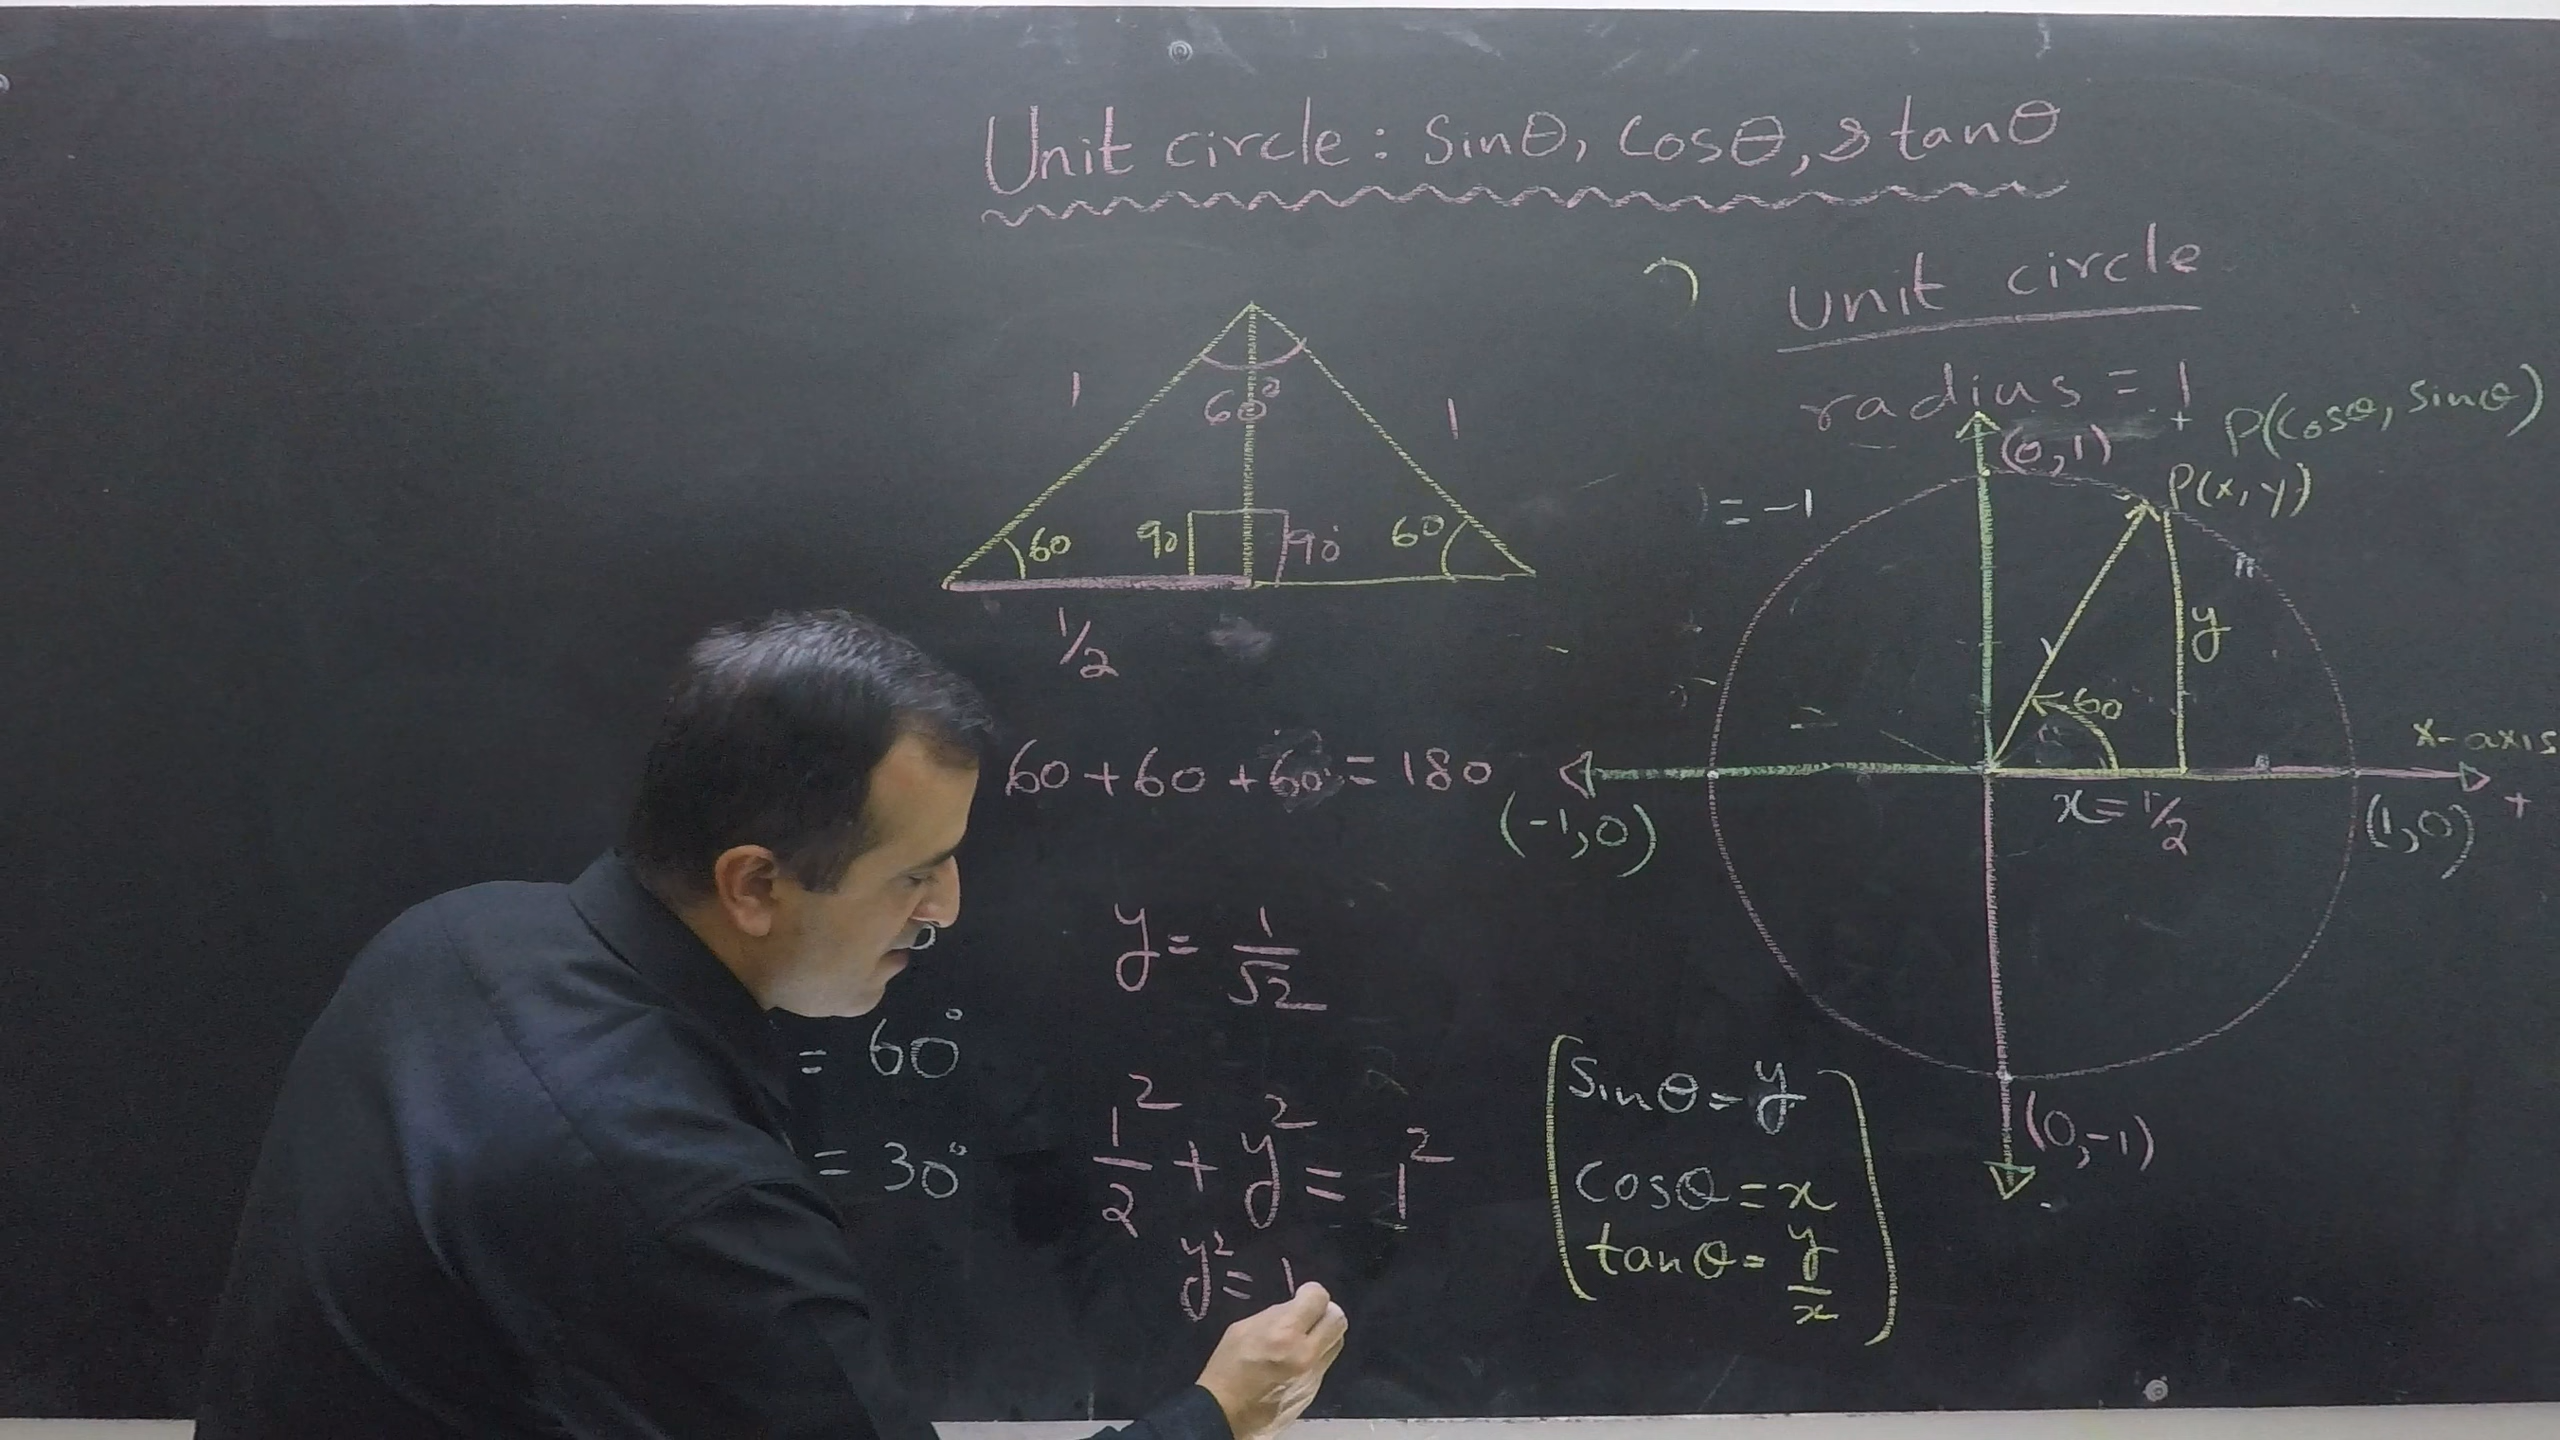 Unit circle: Sinθ, Cosθ, & tanθ
unit circle
radius = 1
P(Cosθ, Sinθ)
(0,1)
P(x,y)
= -1
1
1
60°
60
90
90
60
1/2
y
60
x-axis
60 + 60 + 60 = 180
(-1,0)
x = 1/2
(1,0)
+
y = 1/√2
= 60°
= 30°
1²/2 + y² = 1²
y² = 1
Sinθ = y
Cosθ = x
tanθ = y/x
(0,-1)